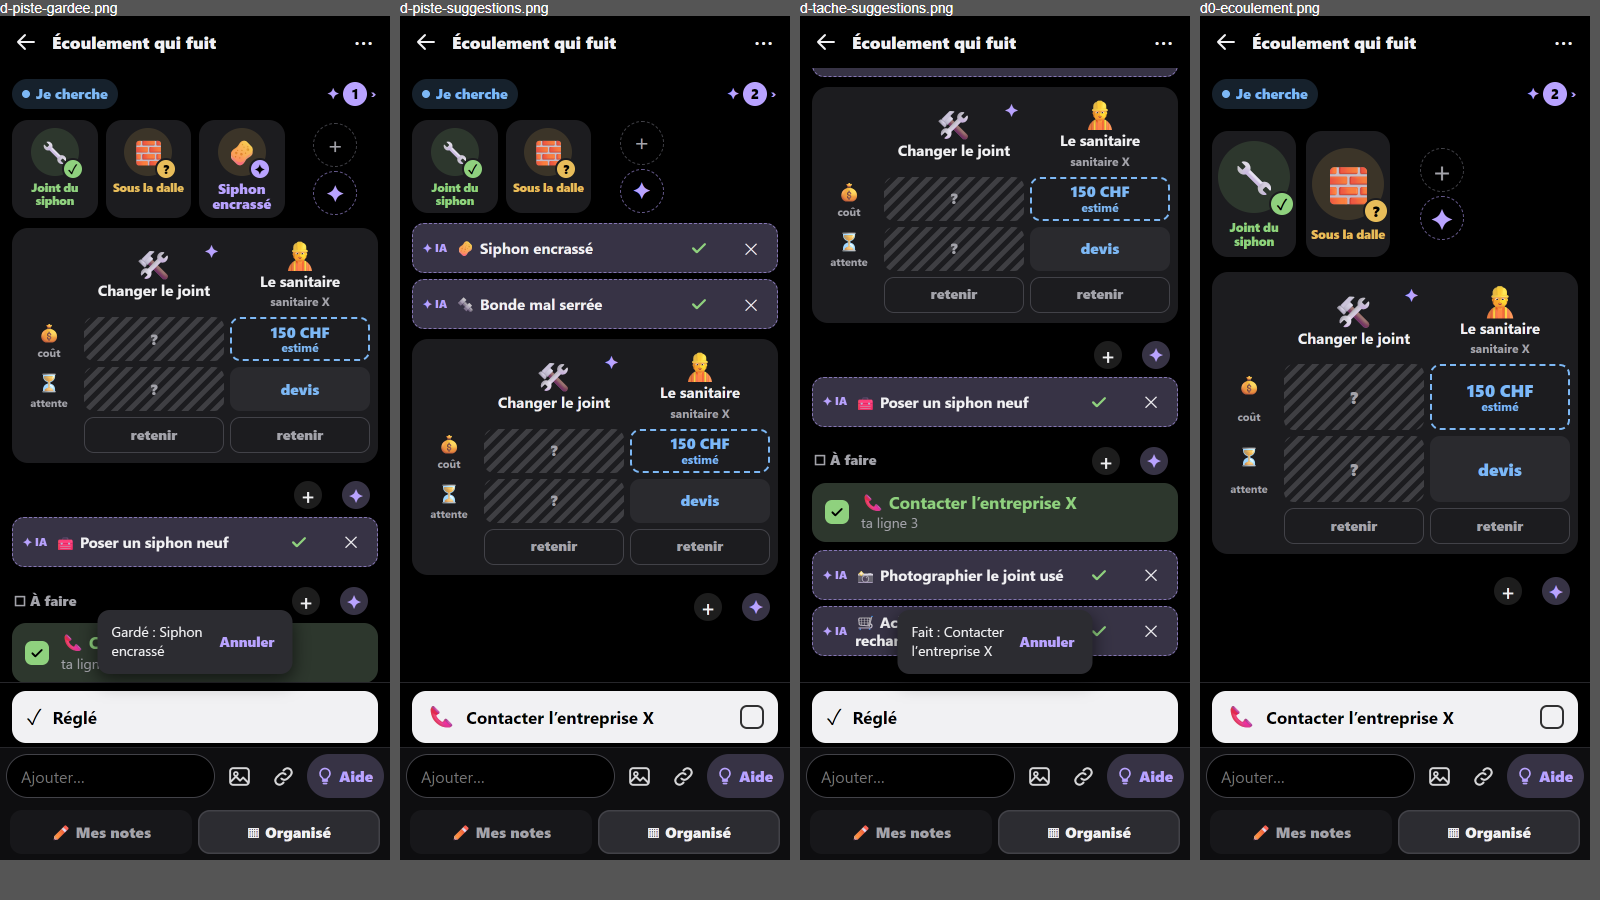 d-piste-gardee.png
Écoulement qui fuit
Je cherche
1
Joint du
siphon
Sous la dalle
Siphon
encrassé
Changer le joint
Le sanitaire
sanitaire X
coût
?
150 CHF
estimé
attente
?
devis
retenir
retenir
IA
Poser un siphon neuf
À faire
C
ta lign
Gardé : Siphon
encrassé
Annuler
Réglé
Ajouter...
Aide
Mes notes
Organisé
d-piste-suggestions.png
Écoulement qui fuit
Je cherche
2
Joint du
siphon
Sous la dalle
IA
Siphon encrassé
IA
Bonde mal serrée
Changer le joint
Le sanitaire
sanitaire X
coût
?
150 CHF
estimé
attente
?
devis
retenir
retenir
Contacter l'entreprise X
Ajouter...
Aide
Mes notes
Organisé
d-tache-suggestions.png
Écoulement qui fuit
Changer le joint
Le sanitaire
sanitaire X
coût
?
150 CHF
estimé
attente
?
devis
retenir
retenir
IA
Poser un siphon neuf
À faire
Contacter l'entreprise X
ta ligne 3
IA
Photographier le joint usé
IA
Ac
rechan
Fait : Contacter
l'entreprise X
Annuler
Réglé
Ajouter...
Aide
Mes notes
Organisé
d0-ecoulement.png
Écoulement qui fuit
Je cherche
2
Joint du
siphon
Sous la dalle
Changer le joint
Le sanitaire
sanitaire X
coût
?
150 CHF
estimé
attente
?
devis
retenir
retenir
Contacter l'entreprise X
Ajouter...
Aide
Mes notes
Organisé